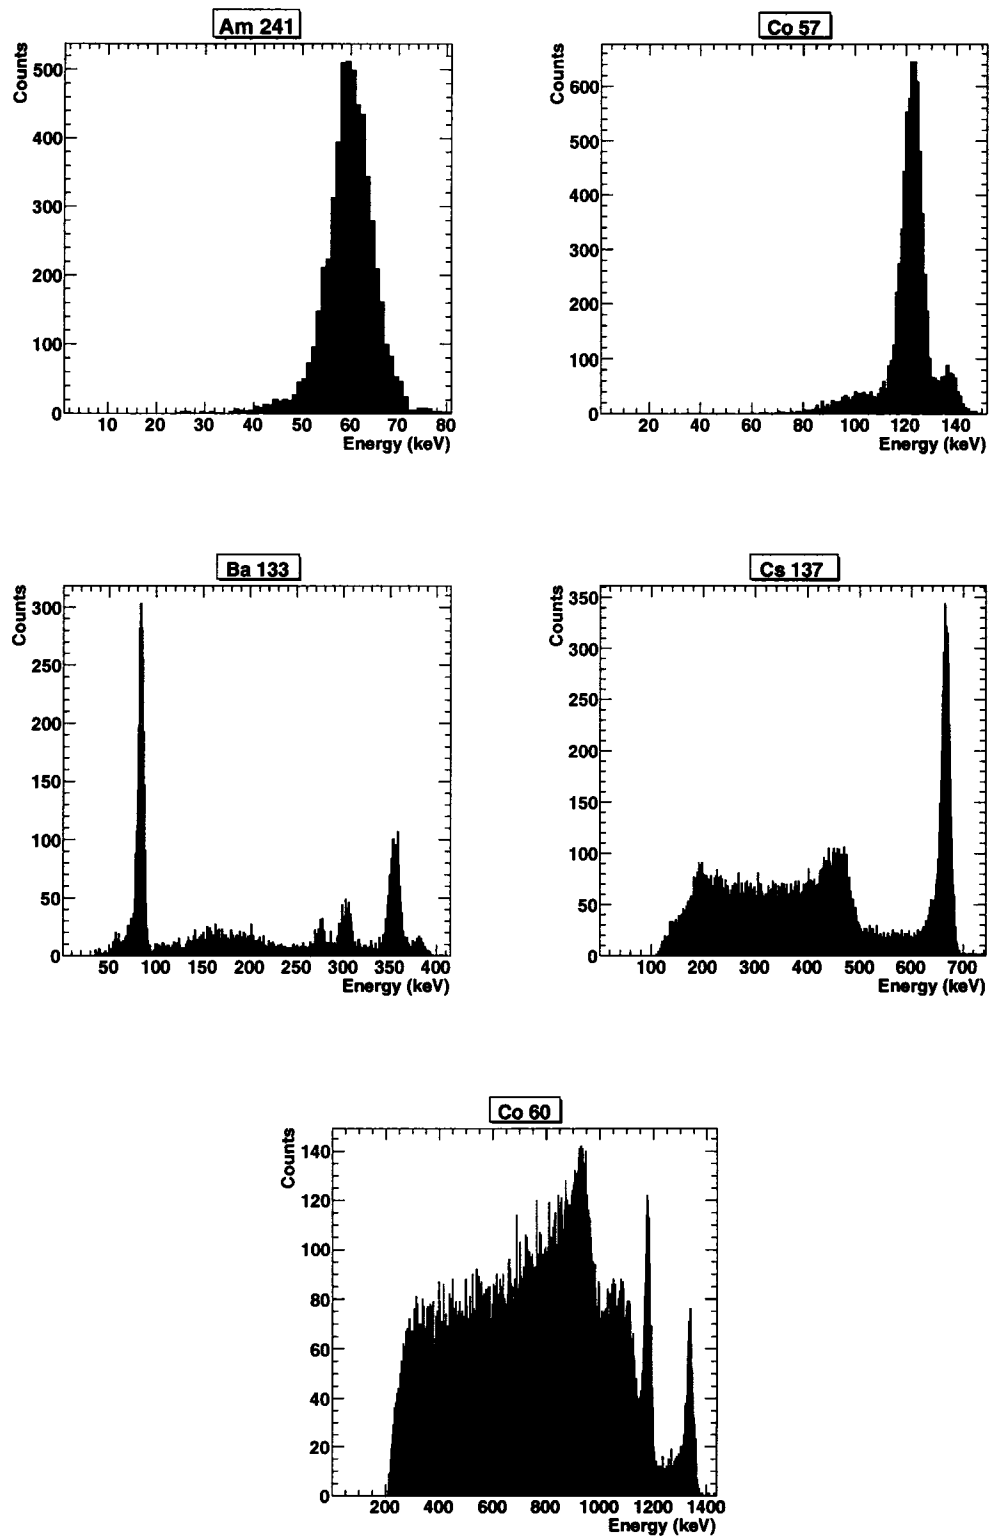 Am 241
Counts
500
400
300
200
100
0
10 20 30 40 50 60 70 80
Energy (keV)
Co 57
Counts
600
500
400
300
200
100
0
20 40 60 80 100 120 140
Energy (keV)
Ba 133
Counts
300
250
200
150
100
50
0
50 100 150 200 250 300 350 400
Energy (keV)
Cs 137
Counts
350
300
250
200
150
100
50
0
100 200 300 400 500 600 700
Energy (keV)
Co 60
Counts
140
120
100
80
60
40
20
0
200 400 600 800 1000 1200 1400
Energy (keV)